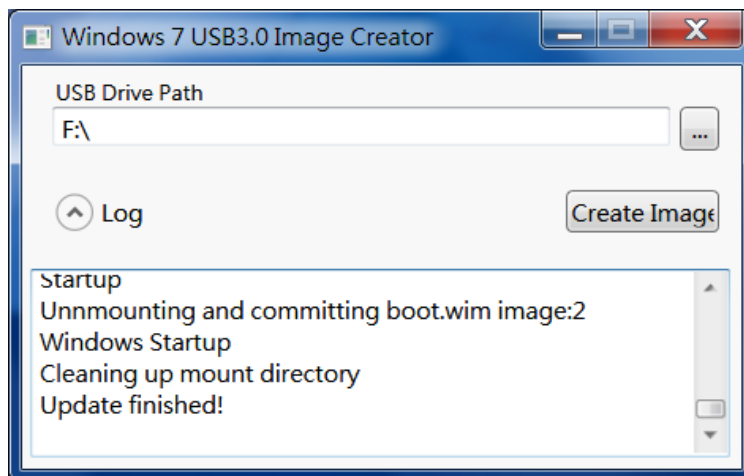 Windows 7 USB3.0 Image Creator
USB Drive Path
F:\
...
Log
Create Image
Startup
Unnmounting and committing boot.wim image:2
Windows Startup
Cleaning up mount directory
Update finished!